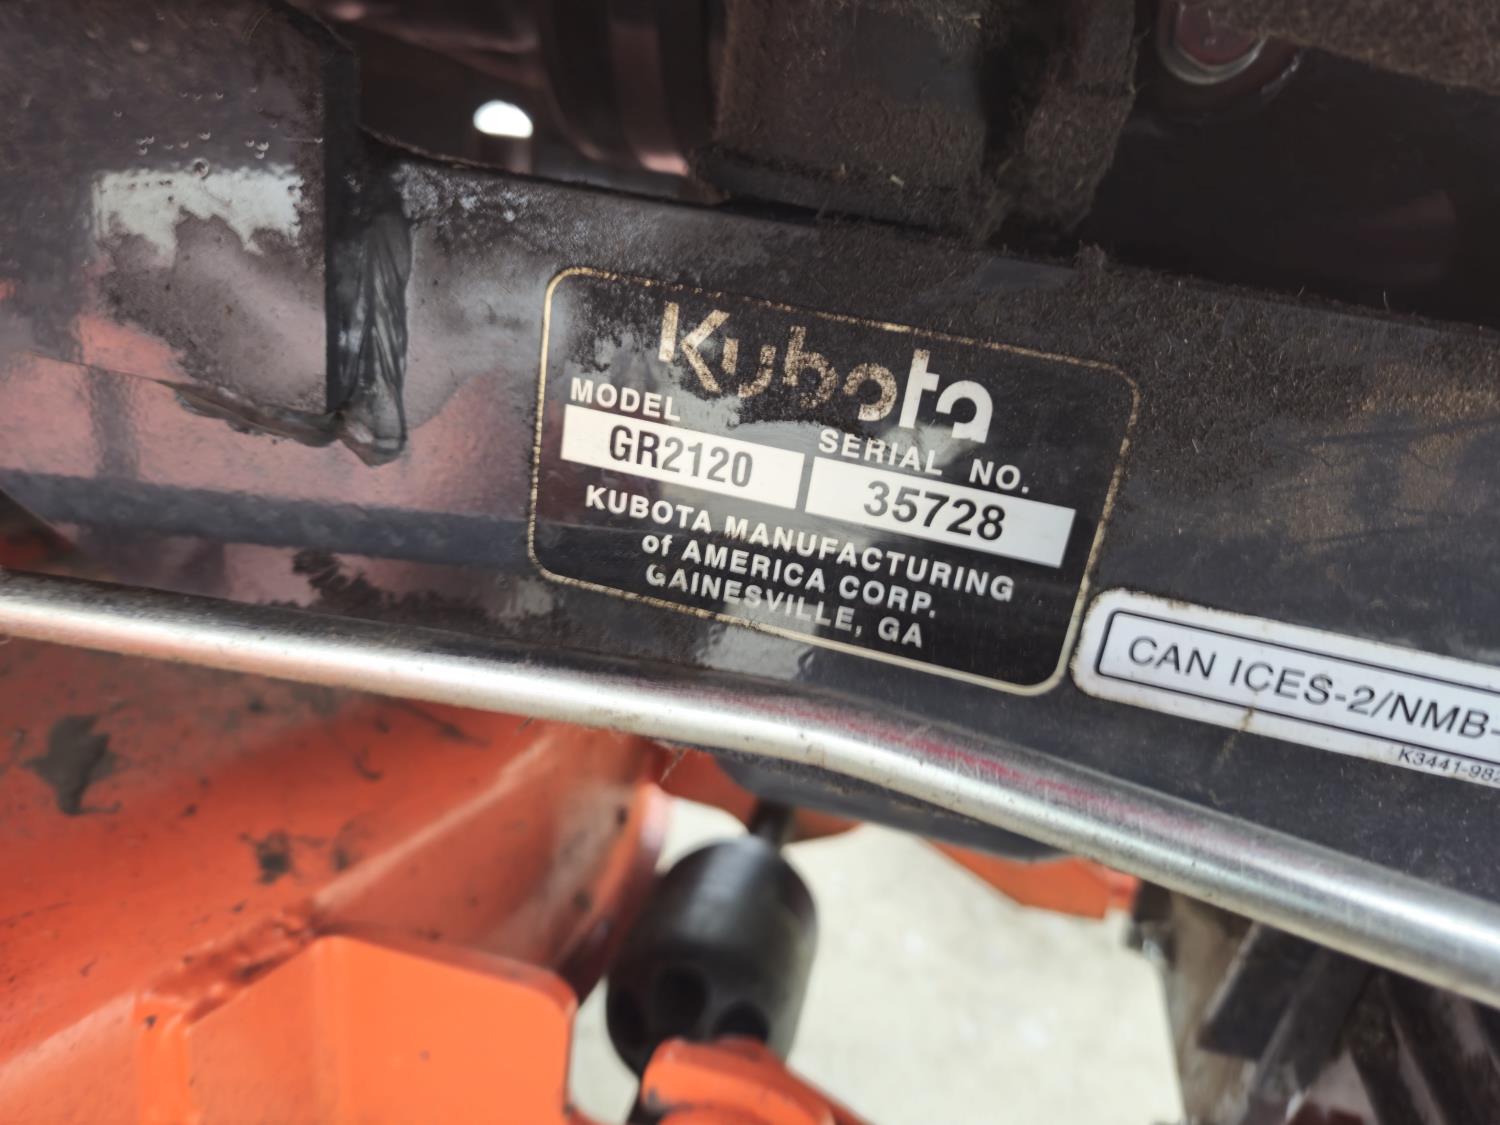 Kubota
MODEL
SERIAL NO.
GR2120
35728
KUBOTA MANUFACTURING
of AMERICA CORP.
GAINESVILLE, GA
CAN ICES-2/NMB-